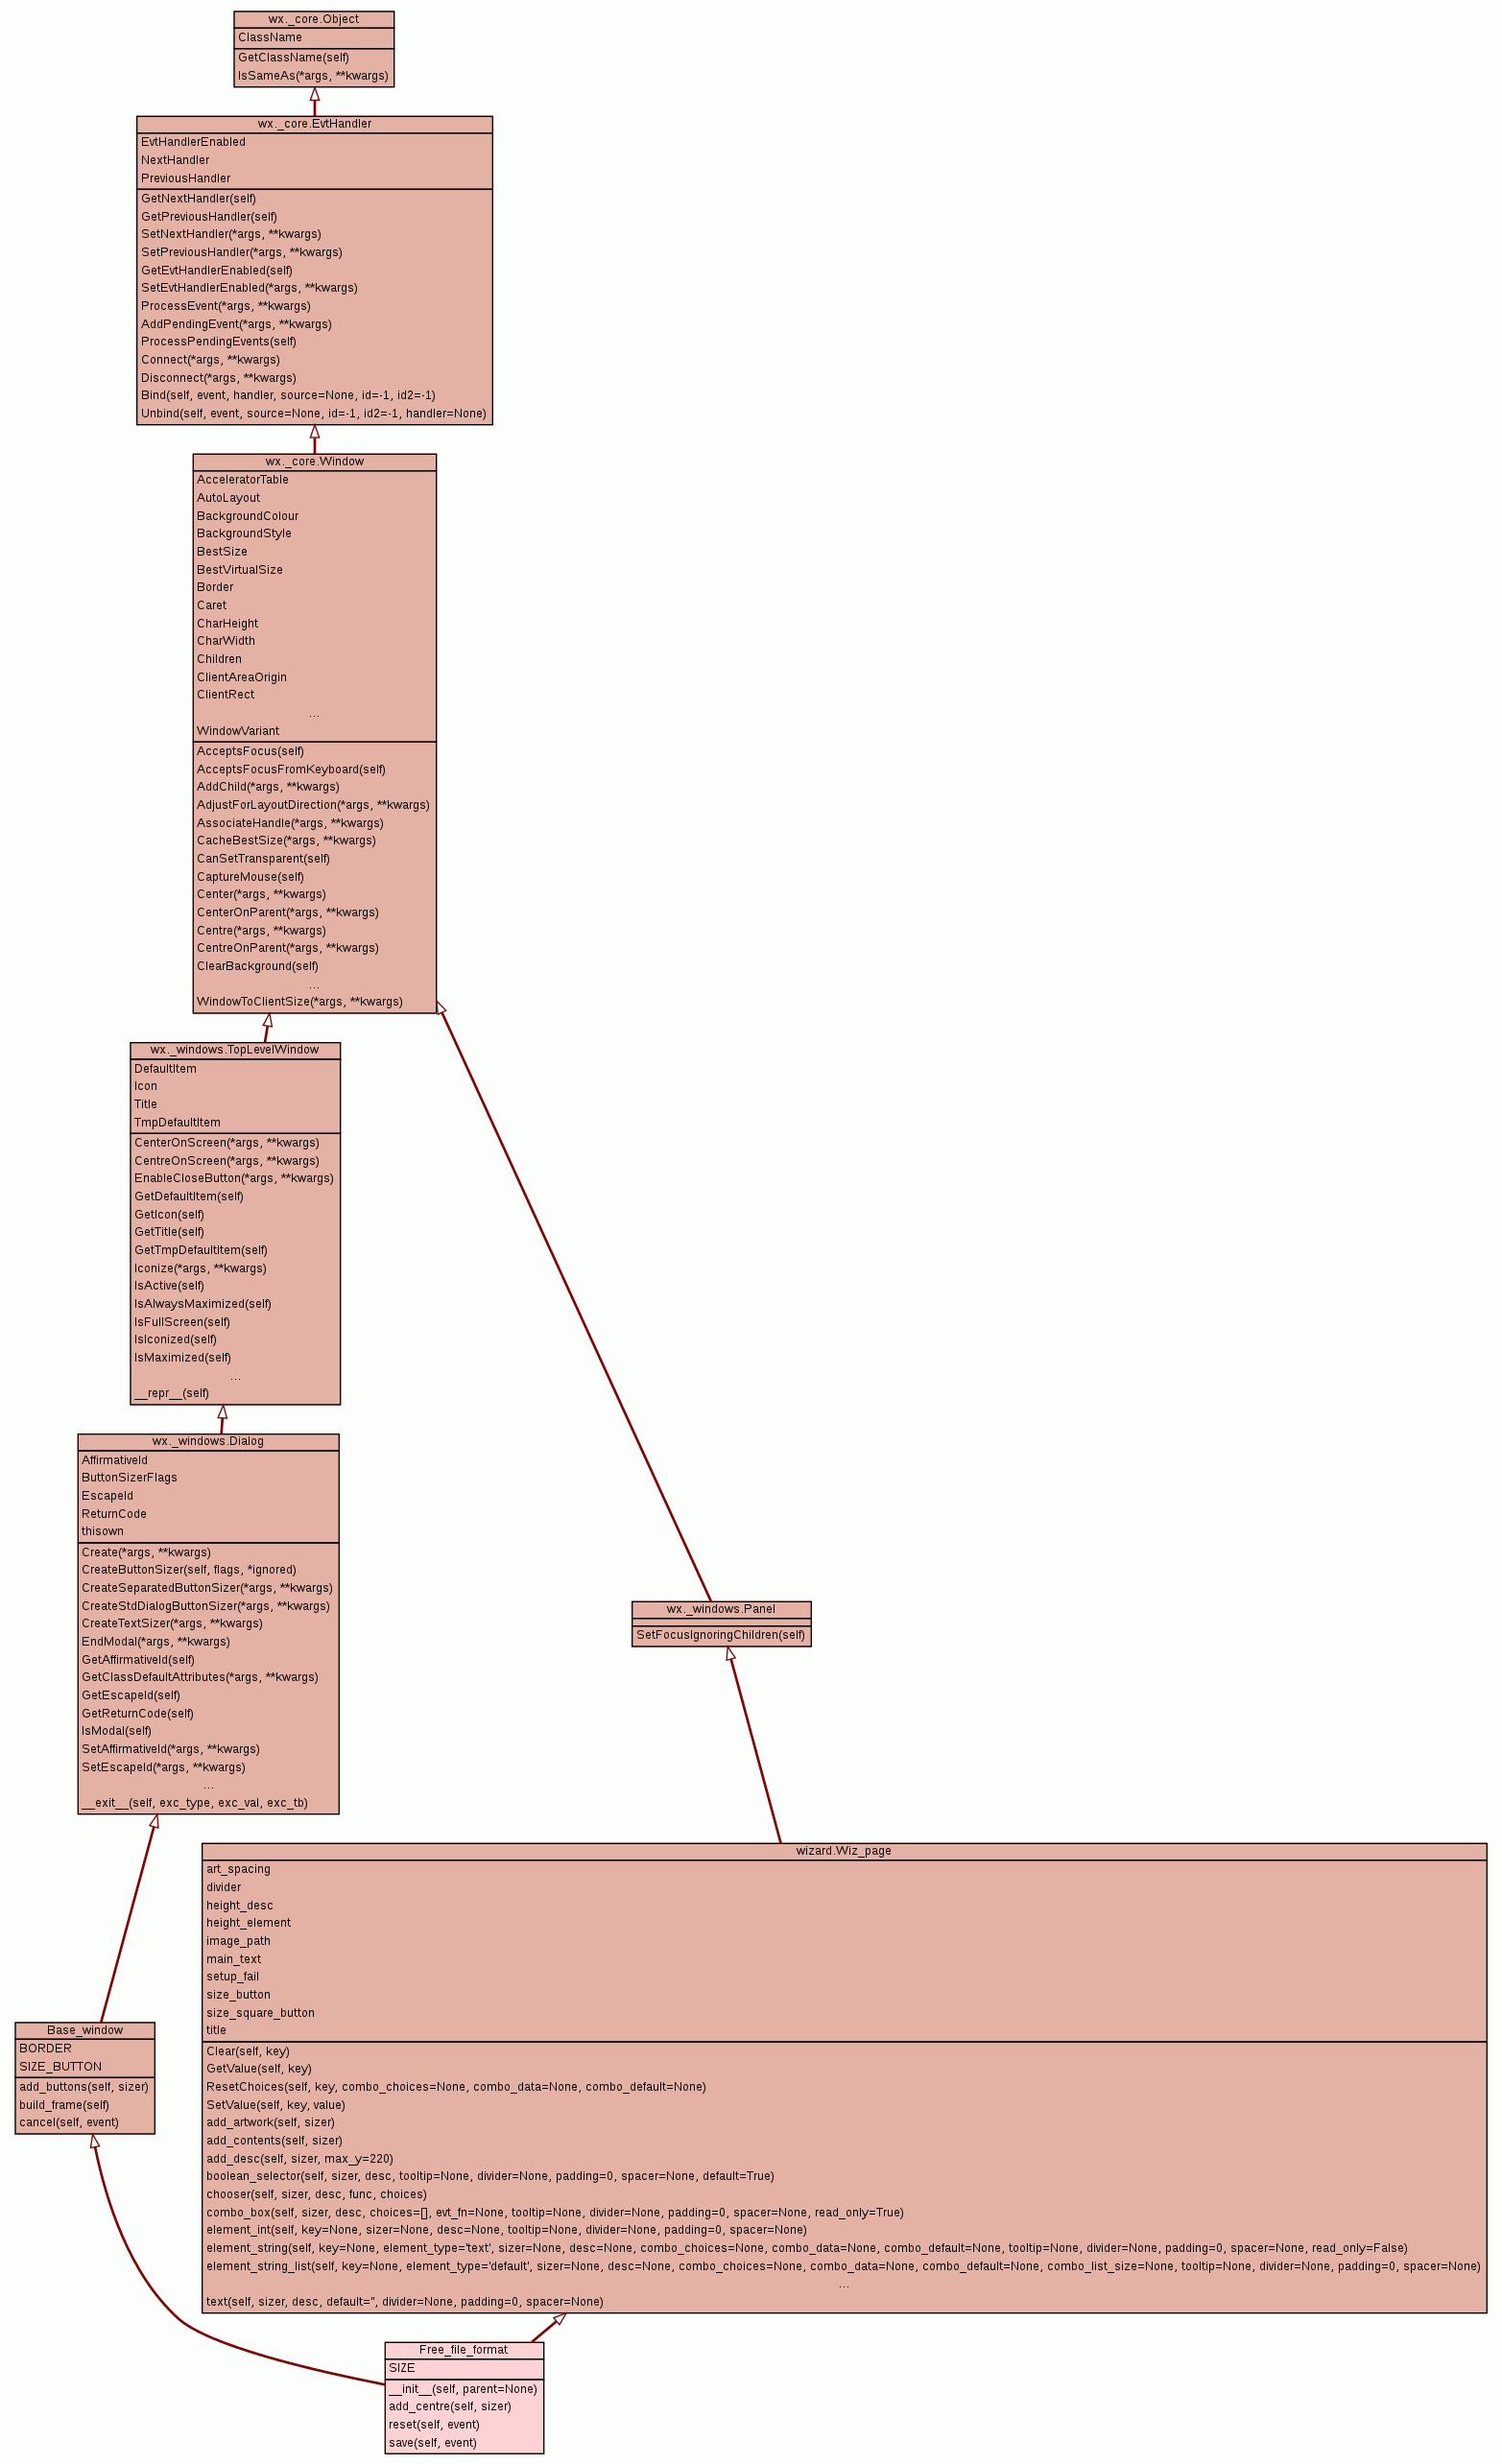 wx._core.Object
ClassName
GetClassName(self)
IsSameAs(*args, **kwargs)
wx._core.EvtHandler
EvtHandlerEnabled
NextHandler
PreviousHandler
GetNextHandler(self)
GetPreviousHandler(self)
SetNextHandler(*args, **kwargs)
SetPreviousHandler(*args, **kwargs)
GetEvtHandlerEnabled(self)
SetEvtHandlerEnabled(*args, **kwargs)
ProcessEvent(*args, **kwargs)
AddPendingEvent(*args, **kwargs)
ProcessPendingEvents(self)
Connect(*args, **kwargs)
Disconnect(*args, **kwargs)
Bind(self, event, handler, source=None, id=-1, id2=-1)
Unbind(self, event, source=None, id=-1, id2=-1, handler=None)
wx._core.Window
AcceleratorTable
AutoLayout
BackgroundColour
BackgroundStyle
BestSize
BestVirtualSize
Border
Caret
CharHeight
CharWidth
Children
ClientAreaOrigin
ClientRect
...
WindowVariant
AcceptsFocus(self)
AcceptsFocusFromKeyboard(self)
AddChild(*args, **kwargs)
AdjustForLayoutDirection(*args, **kwargs)
AssociateHandle(*args, **kwargs)
CacheBestSize(*args, **kwargs)
CanSetTransparent(self)
CaptureMouse(self)
Center(*args, **kwargs)
CenterOnParent(*args, **kwargs)
Centre(*args, **kwargs)
CentreOnParent(*args, **kwargs)
ClearBackground(self)
...
WindowToClientSize(*args, **kwargs)
wx._windows.TopLevelWindow
DefaultItem
Icon
Title
TmpDefaultItem
CenterOnScreen(*args, **kwargs)
CentreOnScreen(*args, **kwargs)
EnableCloseButton(*args, **kwargs)
GetDefaultItem(self)
GetIcon(self)
GetTitle(self)
GetTmpDefaultItem(self)
Iconize(*args, **kwargs)
IsActive(self)
IsAlwaysMaximized(self)
IsFullScreen(self)
IsIconized(self)
IsMaximized(self)
...
__repr__(self)
wx._windows.Dialog
AffirmativeId
ButtonSizerFlags
EscapeId
ReturnCode
thisown
Create(*args, **kwargs)
CreateButtonSizer(self, flags, *ignored)
CreateSeparatedButtonSizer(*args, **kwargs)
CreateStdDialogButtonSizer(*args, **kwargs)
CreateTextSizer(*args, **kwargs)
EndModal(*args, **kwargs)
GetAffirmativeId(self)
GetClassDefaultAttributes(*args, **kwargs)
GetEscapeId(self)
GetReturnCode(self)
IsModal(self)
SetAffirmativeId(*args, **kwargs)
SetEscapeId(*args, **kwargs)
...
__exit__(self, exc_type, exc_val, exc_tb)
wx._windows.Panel
SetFocusIgnoringChildren(self)
wizard.Wiz_page
art_spacing
divider
height_desc
height_element
image_path
main_text
setup_fail
size_button
size_square_button
title
Clear(self, key)
GetValue(self, key)
ResetChoices(self, key, combo_choices=None, combo_data=None, combo_default=None)
SetValue(self, key, value)
add_artwork(self, sizer)
add_contents(self, sizer)
add_desc(self, sizer, max_y=220)
boolean_selector(self, sizer, desc, tooltip=None, divider=None, padding=0, spacer=None, default=True)
chooser(self, sizer, desc, func, choices)
combo_box(self, sizer, desc, choices=[], evt_fn=None, tooltip=None, divider=None, padding=0, spacer=None, read_only=True)
element_int(self, key=None, sizer=None, desc=None, tooltip=None, divider=None, padding=0, spacer=None)
element_string(self, key=None, element_type='text', sizer=None, desc=None, combo_choices=None, combo_data=None, combo_default=None, tooltip=None, divider=None, padding=0, spacer=None, read_only=False)
element_string_list(self, key=None, element_type='default', sizer=None, desc=None, combo_choices=None, combo_data=None, combo_default=None, combo_list_size=None, tooltip=None, divider=None, padding=0, spacer=None)
...
text(self, sizer, desc, default='', divider=None, padding=0, spacer=None)
Base_window
BORDER
SIZE_BUTTON
add_buttons(self, sizer)
build_frame(self)
cancel(self, event)
Free_file_format
SIZE
__init__(self, parent=None)
add_centre(self, sizer)
reset(self, event)
save(self, event)